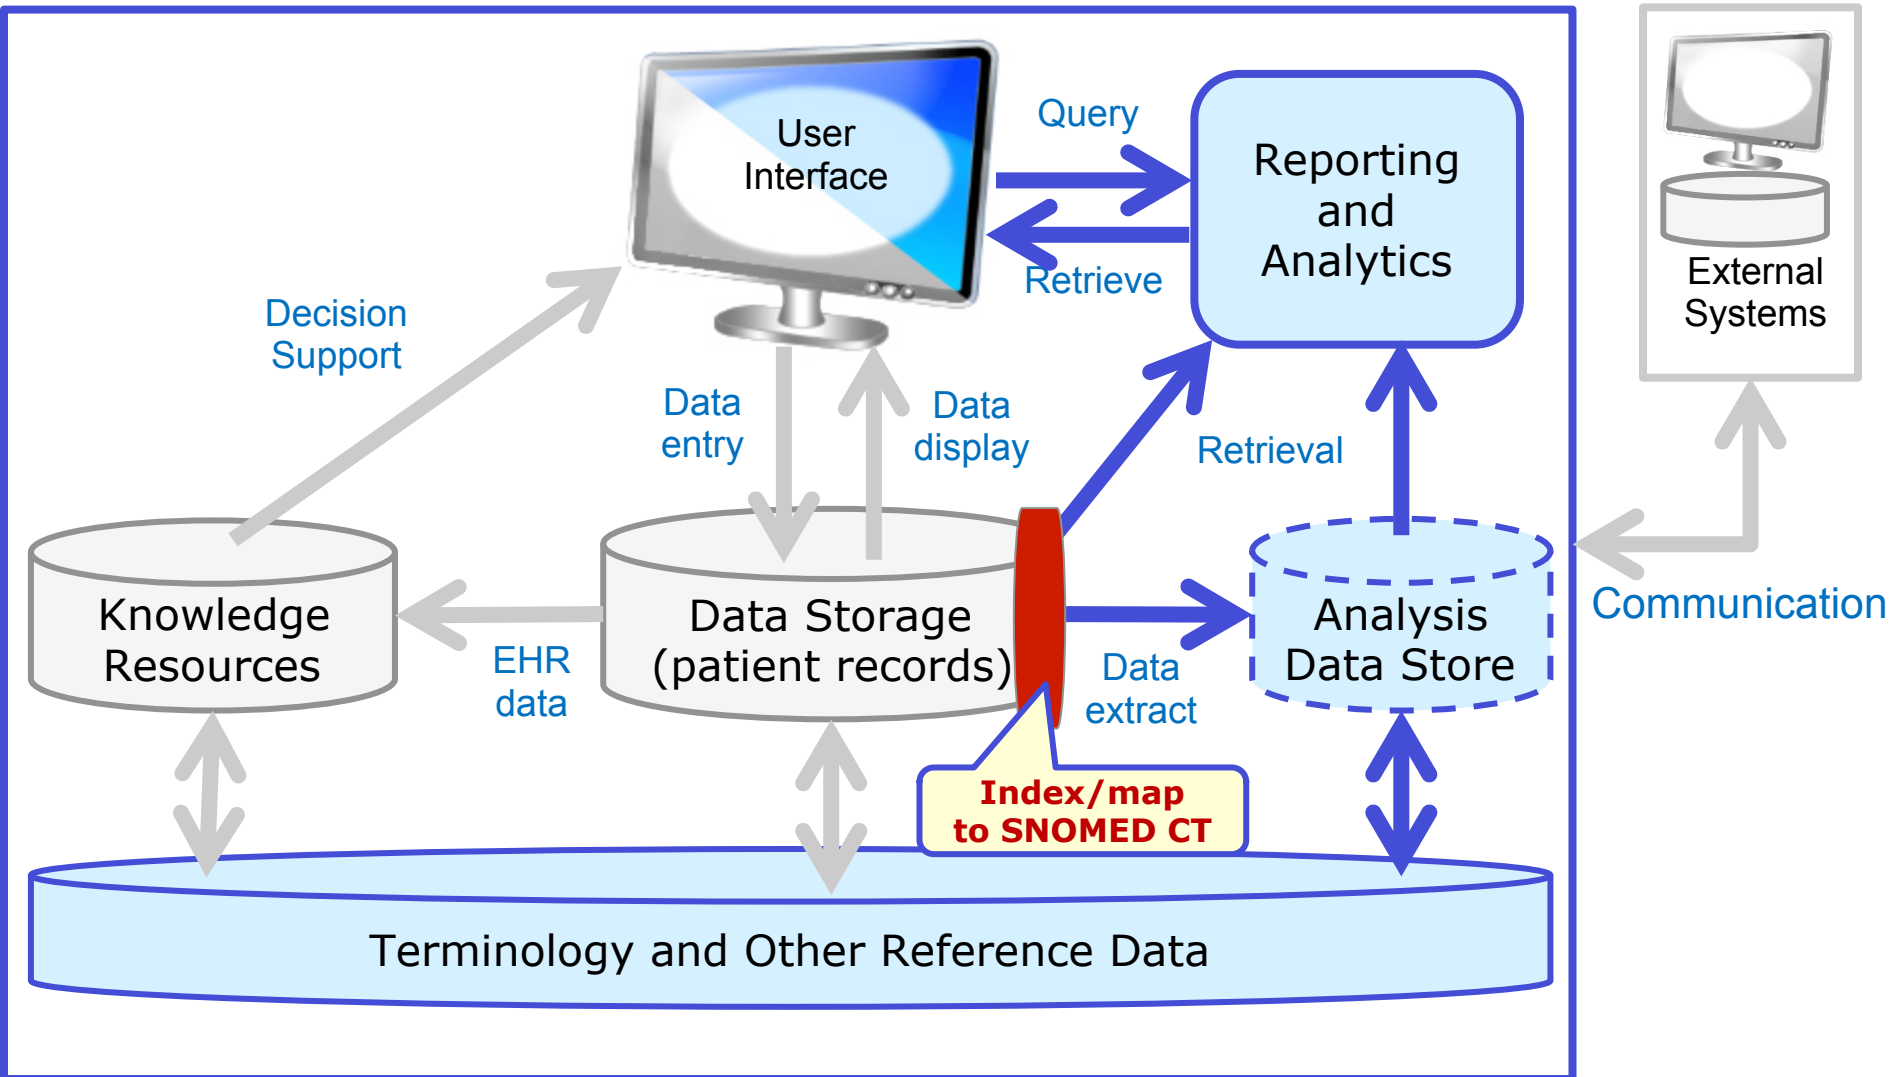 User
Interface
Query
Retrieve
Reporting
and
Analytics
External
Systems
Decision
Support
Data
entry
Data
display
Retrieval
Knowledge
Resources
EHR
data
Data Storage
(patient records)
Data
extract
Analysis
Data Store
Communication
Index/map
to SNOMED CT
Terminology and Other Reference Data